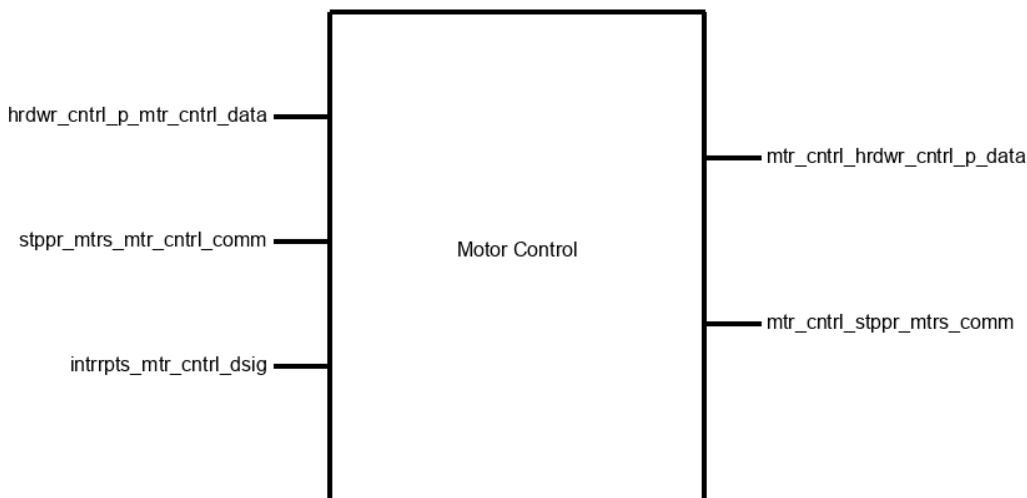 hrdwr_cntrl_p_mtr_cntrl_data
mtr_cntrl_hrdwr_cntrl_p_data
stppr_mtrs_mtr_cntrl_comm
Motor Control
mtr_cntrl_stppr_mtrs_comm
intrrpts_mtr_cntrl_dsig